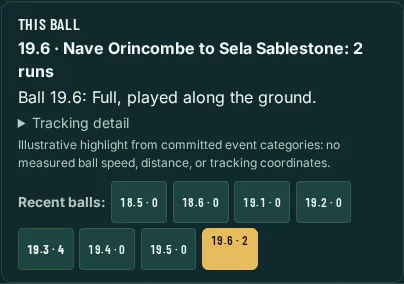 THIS BALL
19.6 · Nave Orincombe to Sela Sablestone: 2
runs
Ball 19.6: Full, played along the ground.
▶ Tracking detail
Illustrative highlight from committed event categories: no
measured ball speed, distance, or tracking coordinates.
Recent balls: 18.5 · 0 18.6 · 0 19.1 · 0 19.2 · 0
19.3 · 4 19.4 · 0 19.5 · 0 19.6 · 2